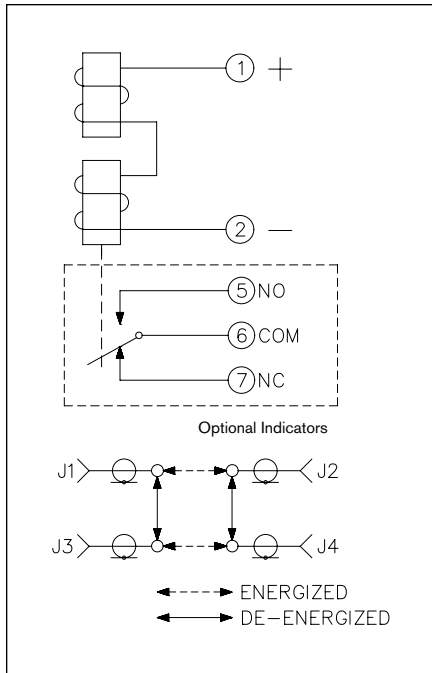 1 +
2 −
5 NO
6 COM
7 NC
Optional Indicators
J1 J2
J3 J4
ENERGIZED
DE-ENERGIZED